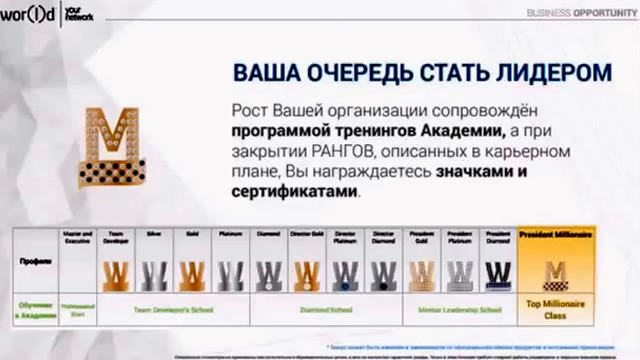 wor(l)d your network
BUSINESS OPPORTUNITY
ВАША ОЧЕРЕДЬ СТАТЬ ЛИДЕРОМ
Рост Вашей организации сопровождён
программой тренингов Академии, а при
закрытии РАНГОВ, описанных в карьерном
плане, Вы награждаетесь значками и
сертификатами.
Профили Master and Executive Team Developer Silver Gold Platinum Diamond Director Gold Director Platinum Director Diamond President Gold President Platinum President Diamond President Millionaire
Обучение в Академии Professional Start Team Developer's School Diamond School Mentor Leadership School Top Millionaire Class